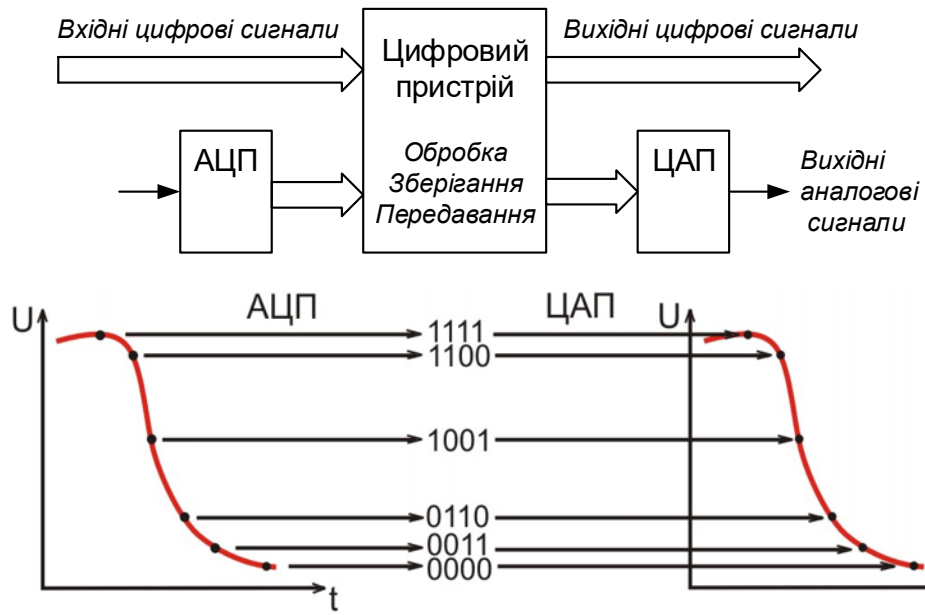 Вхідні цифрові сигнали
Цифровий
пристрій
Обробка
Зберігання
Передавання
Вихідні цифрові сигнали
АЦП
ЦАП
Вихідні
аналогові
сигнали
U
АЦП
ЦАП
U
1111
1100
1001
0110
0011
0000
t